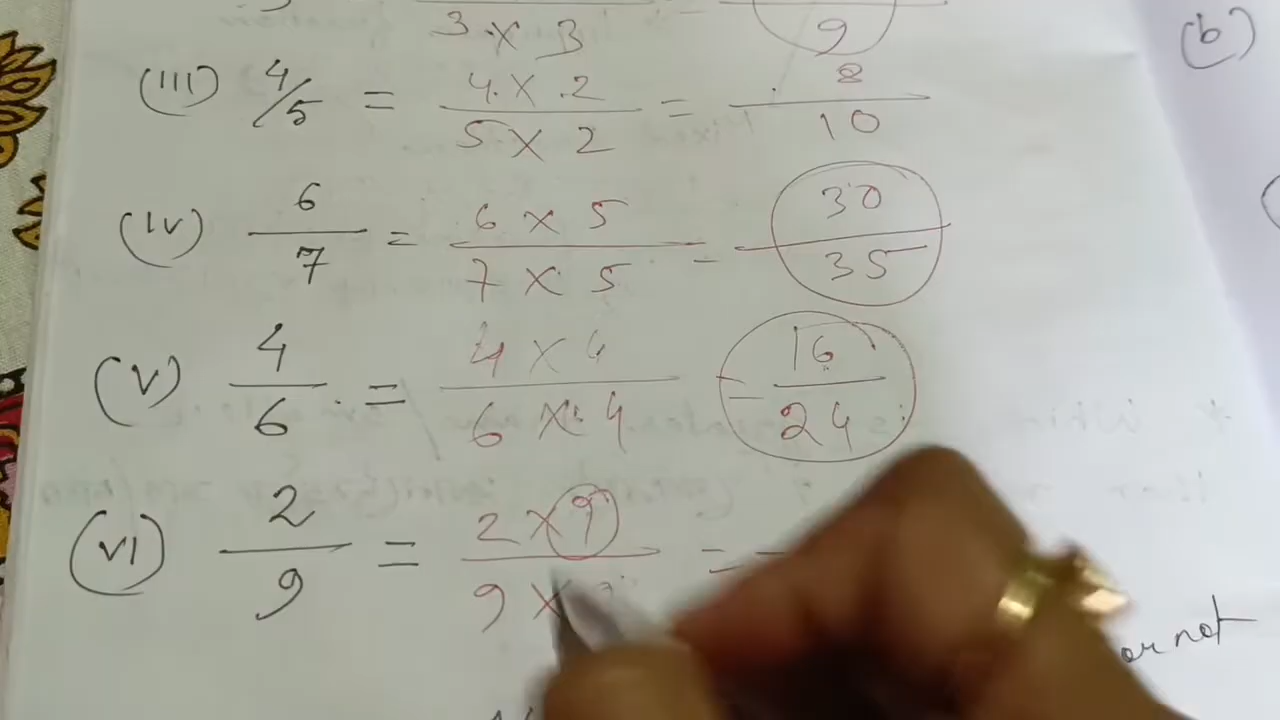 3 × 3
9
(b)
(III) 4/5 = 4 × 2 / 5 × 2 = 8 / 10
(IV) 6 / 7 = 6 × 5 / 7 × 5 = 30 / 35
(V) 4 / 6 = 4 × 4 / 6 × 4 = 16 / 24
(VI) 2 / 9 = 2 × 9 / 9 × =
or not